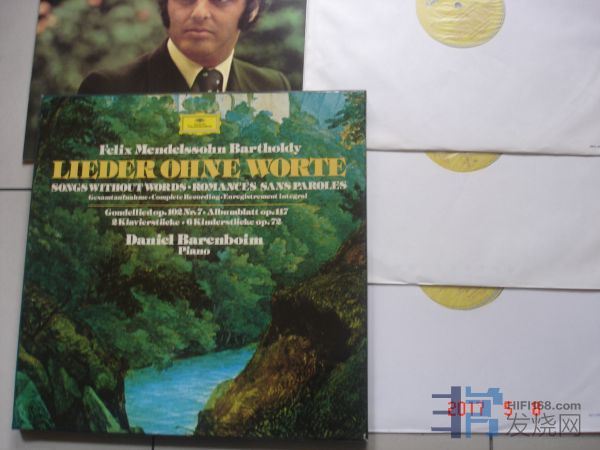 Felix Mendelssohn Bartholdy
LIEDER OHNE WORTE
SONGS WITHOUT WORDS · ROMANCES SANS PAROLES
Gesamtaufnahme · Complete Recording · Enregistrement intégral
Gondellied op. 102 Nr. 7 · Albumblatt op. 117
2 Klavierstücke · 6 Kinderstücke op. 72
Daniel Barenboim
Piano
HIFI168.com
发烧网
2017 5 8